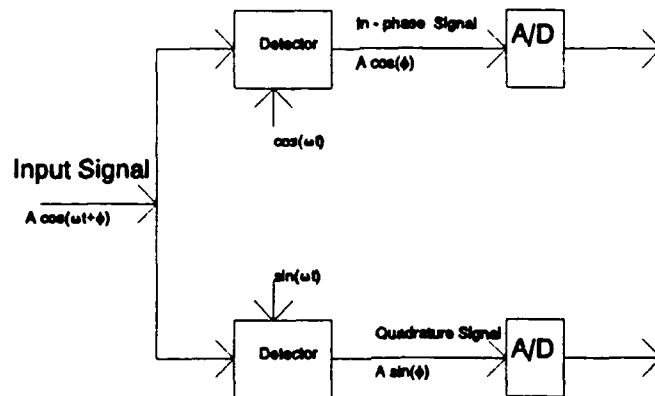 In - phase Signal
A/D
Detector
A cos(ϕ)
cos(ωt)
Input Signal
A cos(ωt+ϕ)
sin(ωt)
Quadrature Signal
A/D
Detector
A sin(ϕ)